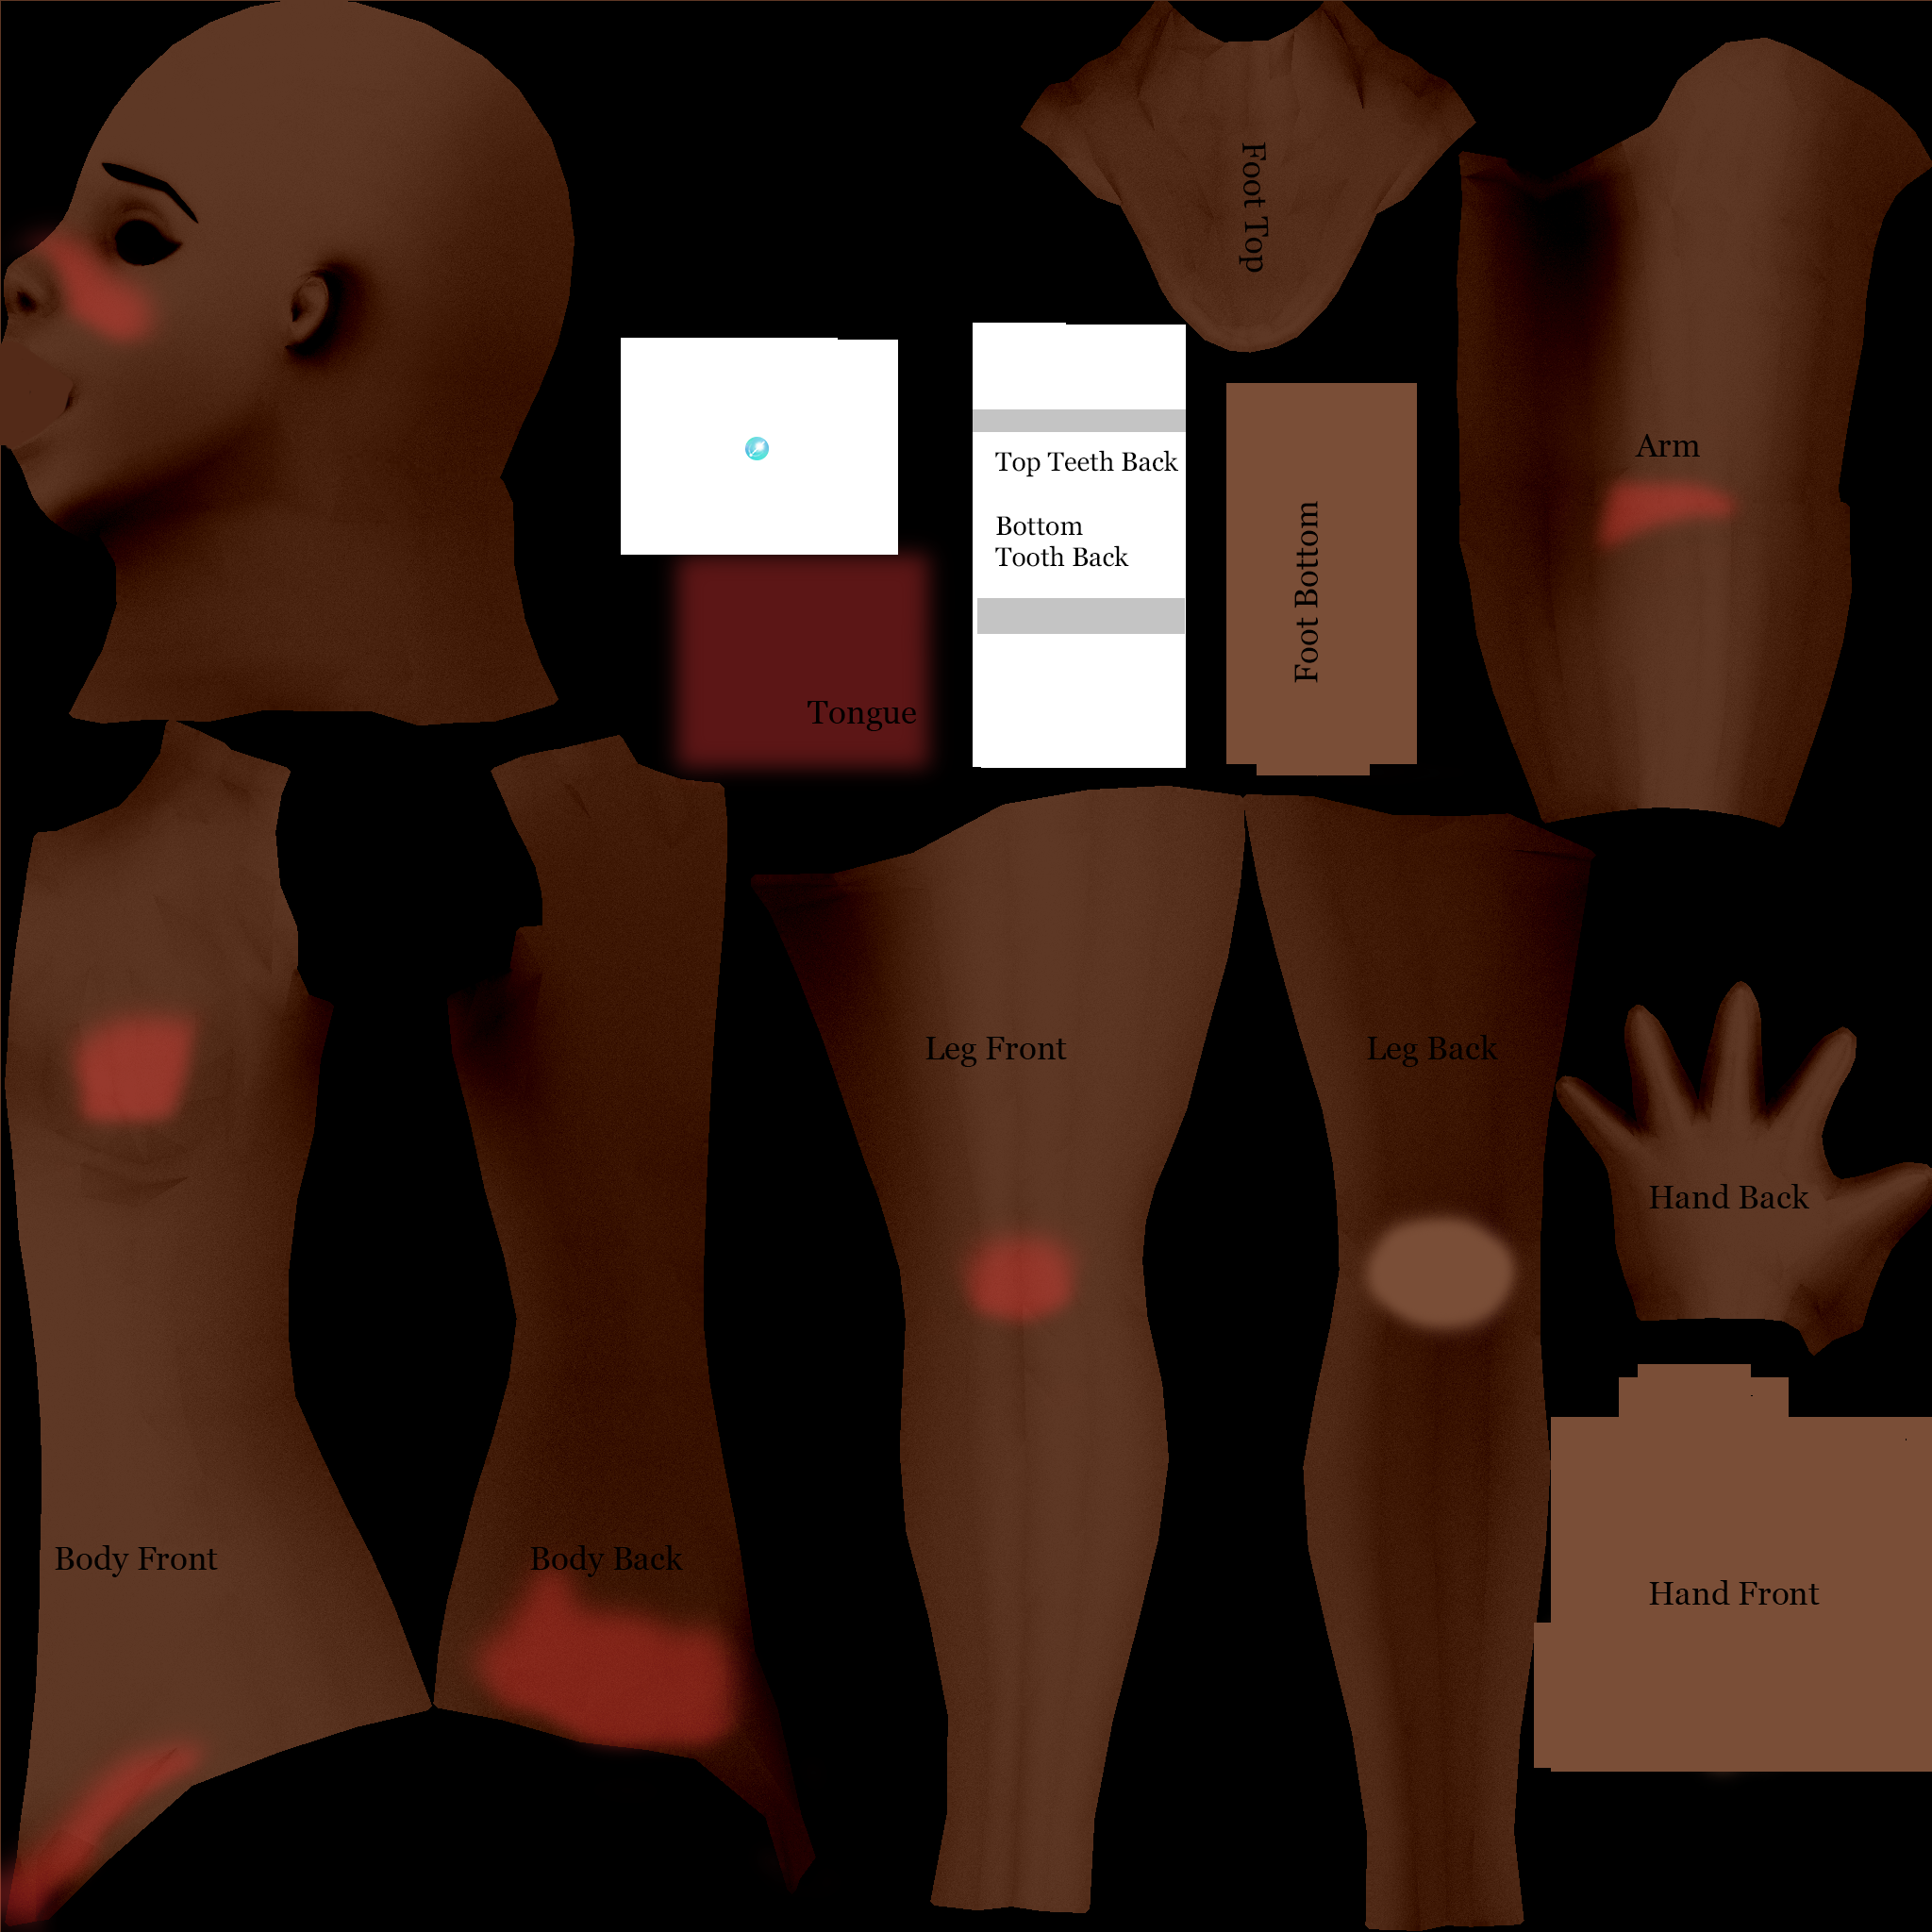 Foot Top
Arm
Top Teeth Back
Bottom
Tooth Back
Foot Bottom
Tongue
Leg Front
Leg Back
Hand Back
Body Front
Body Back
Hand Front